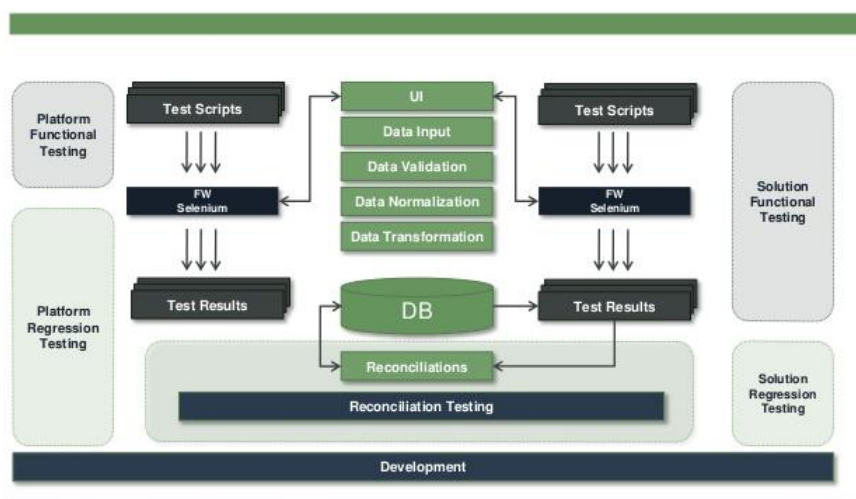 Platform
Functional
Testing
Test Scripts
FW
Selenium
Test Results
Platform
Regression
Testing
UI
Data Input
Data Validation
Data Normalization
Data Transformation
DB
Reconciliations
Reconciliation Testing
Test Scripts
FW
Selenium
Test Results
Solution
Functional
Testing
Solution
Regression
Testing
Development